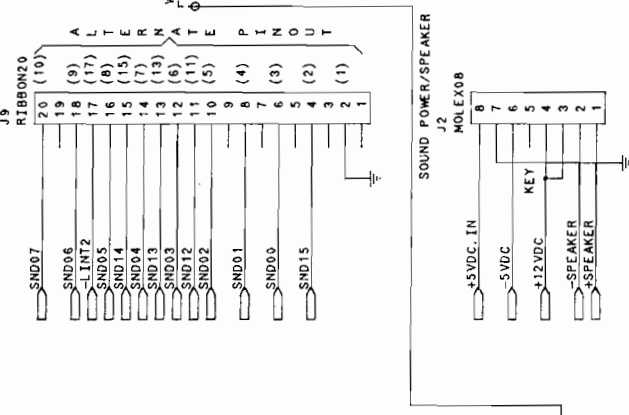 J9
RIBBON20
ALTERNATE PINOUT
(10) (9) (17) (8) (15) (7) (13) (6) (11) (5) (4) (3) (2) (1)
20 19 18 17 16 15 14 13 12 11 10 9 8 7 6 5 4 3 2 1
SND07
SND06
-LINT2
SND05
SND14
SND04
SND13
SND03
SND12
SND02
SND01
SND00
SND15
SOUND POWER/SPEAKER
J2
MOLEX08
8 7 6 5 4 3 2 1
KEY
+5VDC.IN
-5VDC
+12VDC
-SPEAKER
+SPEAKER